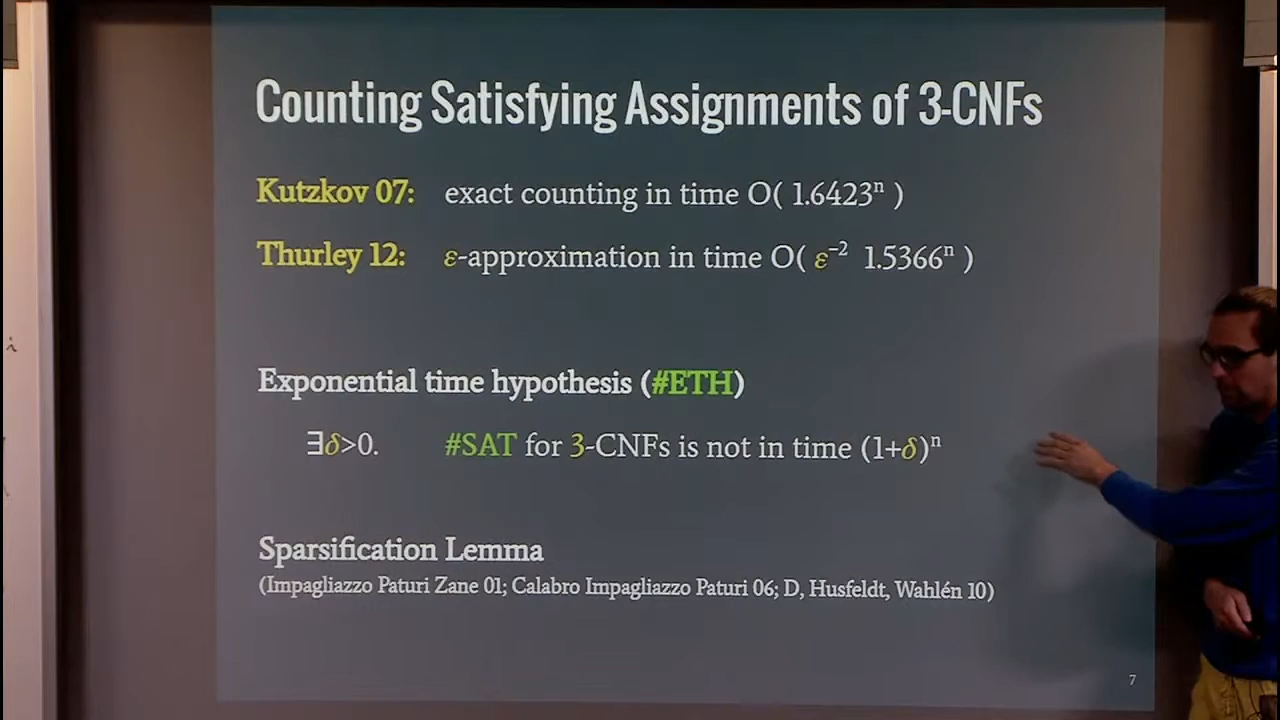 Counting Satisfying Assignments of 3-CNFs
Kutzkov 07: exact counting in time O( 1.6423ⁿ )
Thurley 12: ε-approximation in time O( ε⁻² 1.5366ⁿ )
Exponential time hypothesis (#ETH)
∃δ>0. #SAT for 3-CNFs is not in time (1+δ)ⁿ
Sparsification Lemma
(Impagliazzo Paturi Zane 01; Calabro Impagliazzo Paturi 06; D, Husfeldt, Wahlén 10)
7